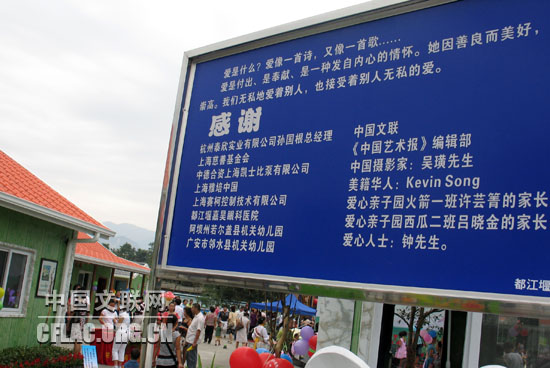 爱是什么？爱像一首诗，又像一首歌……
爱是付出、是奉献、是一种发自内心的情怀。她因善良而美好，
崇高。我们无私地爱着别人，也接受着别人无私的爱。
感谢
杭州泰欣实业有限公司孙国根总经理
上海慈善基金会
中德合资上海凯士比泵有限公司
上海雅培中国
上海赛柯控制技术有限公司
都江堰嘉昊眼科医院
阿坝州若尔盖县机关幼儿园
广安市邻水县机关幼儿园
中国文联
《中国艺术报》编辑部
中国摄影家：吴璜先生
美籍华人：Kevin Song
爱心亲子园火箭一班许芸菁的家长
爱心亲子园西瓜二班吕晓金的家长
爱心人士：钟先生。
都江堰
中国文联网
CFLAC.ORG.CN